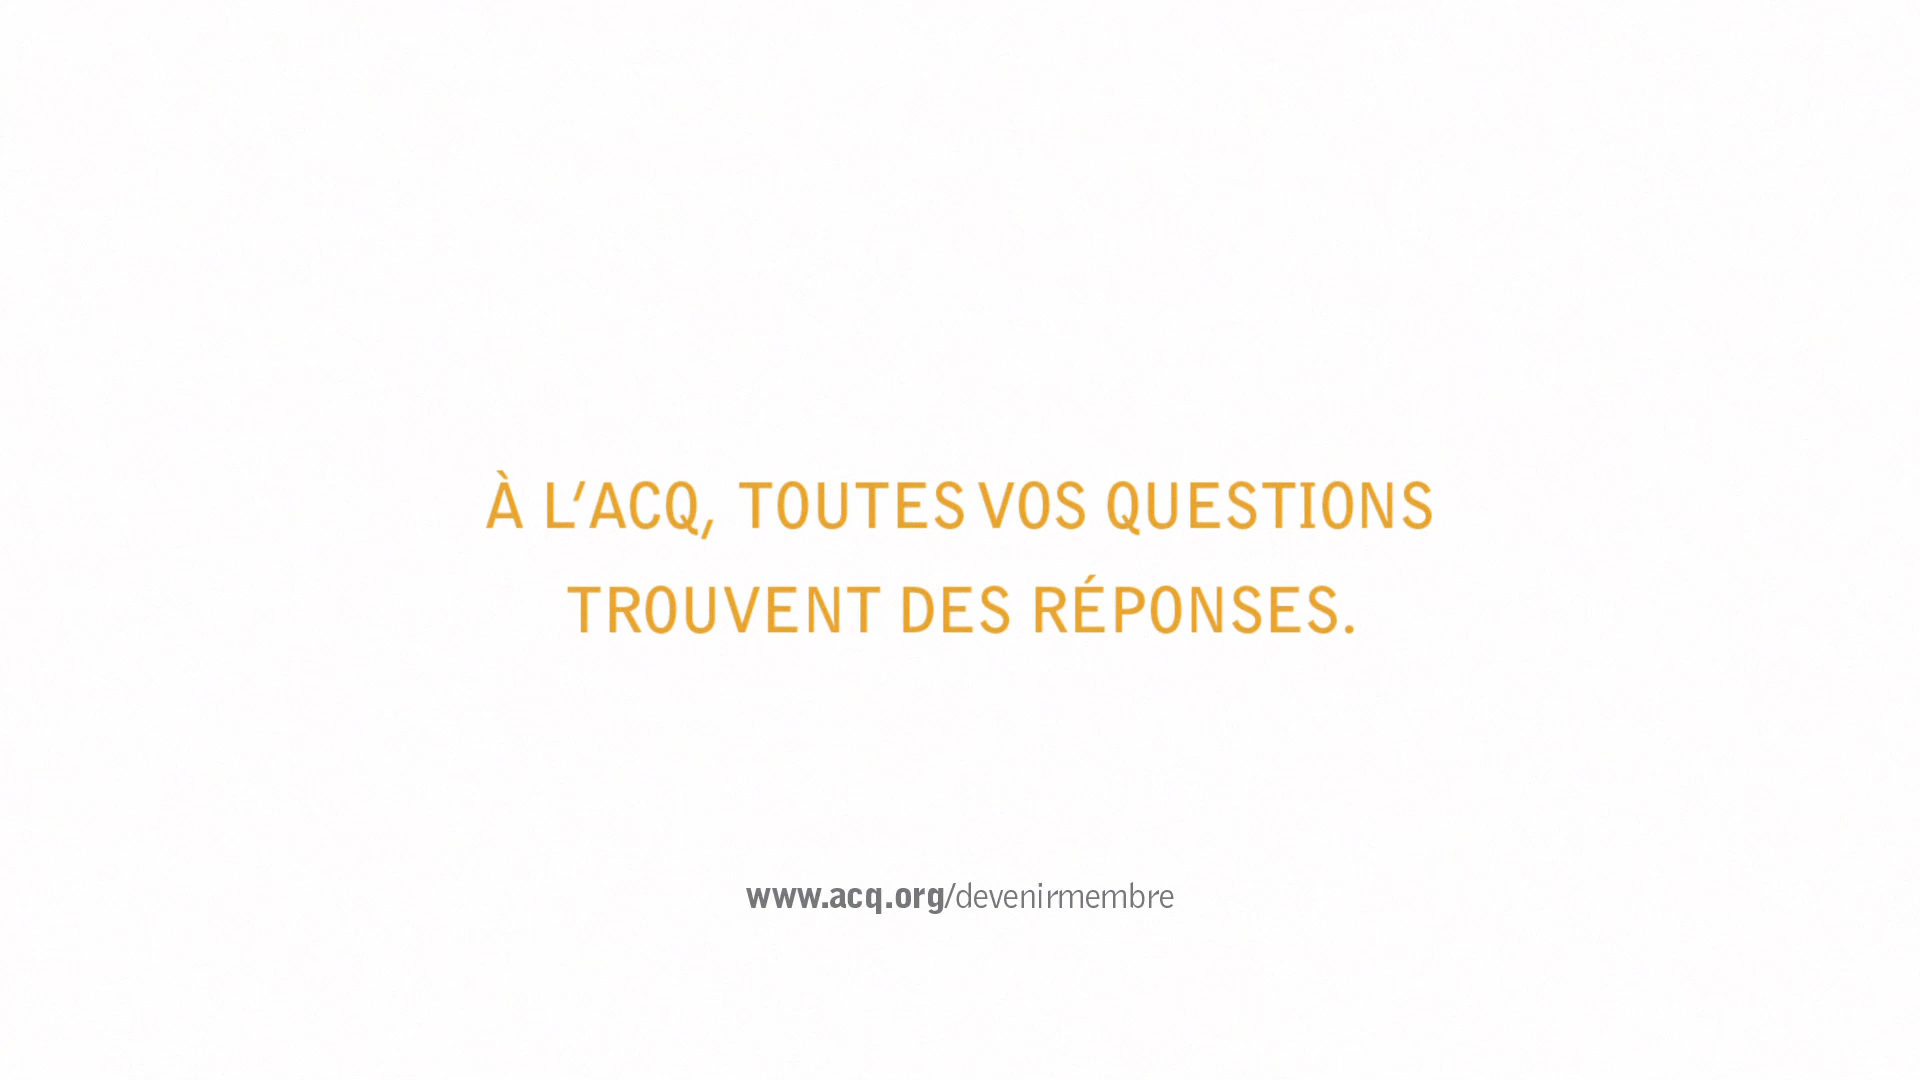 À L’ACQ, TOUTES VOS QUESTIONS
TROUVENT DES RÉPONSES.
www.acq.org/devenirmembre